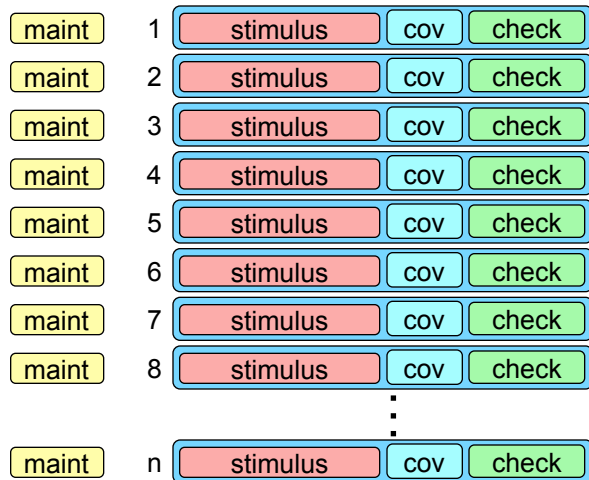 maint 1 stimulus cov check
maint 2 stimulus cov check
maint 3 stimulus cov check
maint 4 stimulus cov check
maint 5 stimulus cov check
maint 6 stimulus cov check
maint 7 stimulus cov check
maint 8 stimulus cov check
maint n stimulus cov check